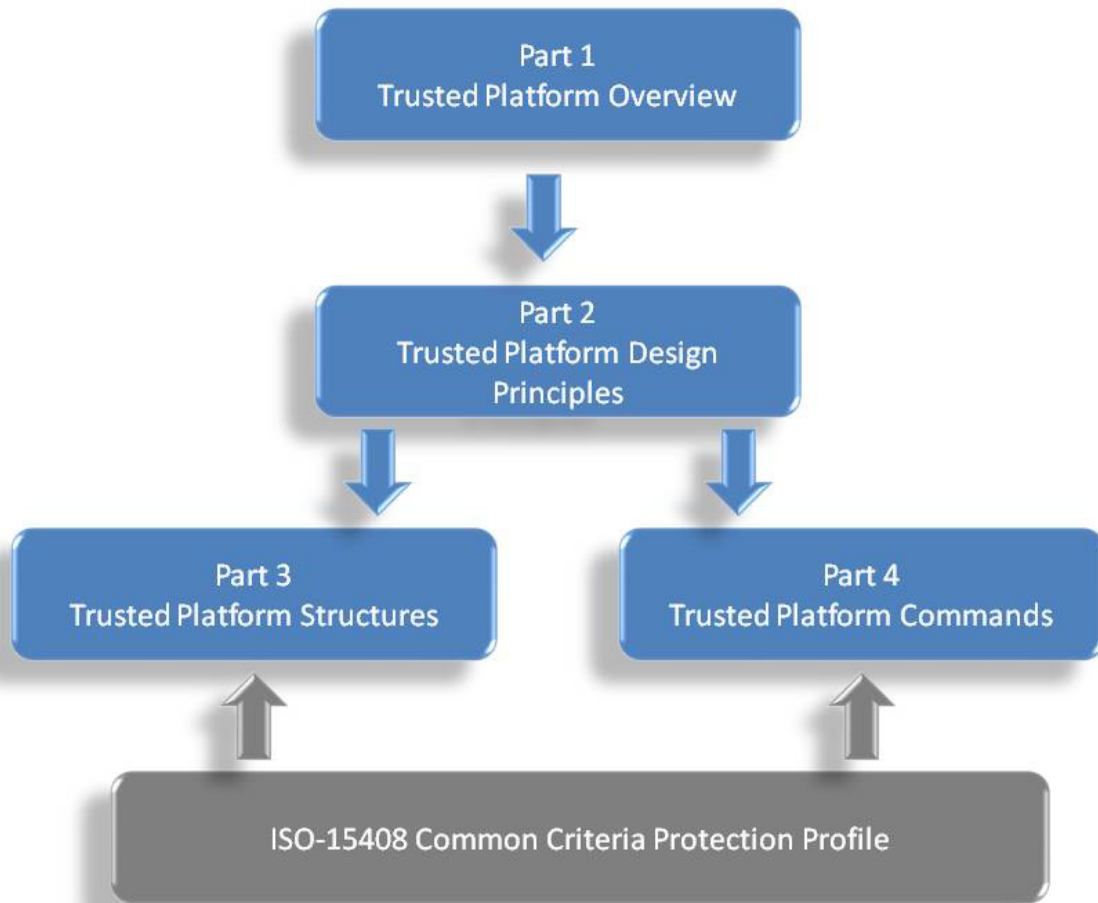 Part 1
Trusted Platform Overview
Part 2
Trusted Platform Design
Principles
Part 3
Trusted Platform Structures
Part 4
Trusted Platform Commands
ISO-15408 Common Criteria Protection Profile